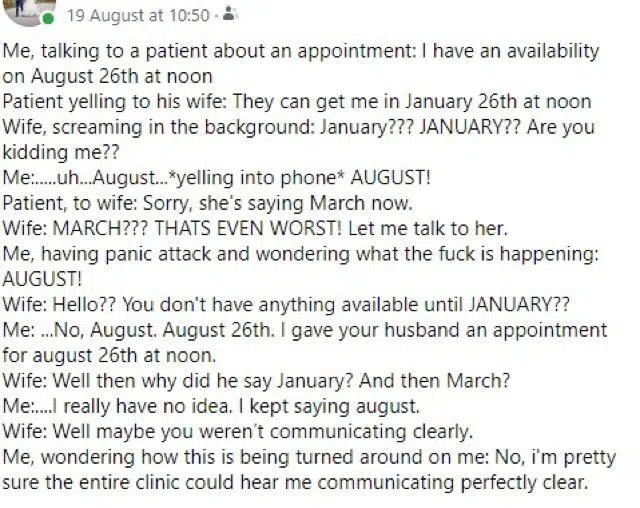 19 August at 10:50 ·
Me, talking to a patient about an appointment: I have an availability
on August 26th at noon
Patient yelling to his wife: They can get me in January 26th at noon
Wife, screaming in the background: January??? JANUARY?? Are you
kidding me??
Me:.....uh...August...*yelling into phone* AUGUST!
Patient, to wife: Sorry, she's saying March now.
Wife: MARCH??? THATS EVEN WORST! Let me talk to her.
Me, having panic attack and wondering what the fuck is happening:
AUGUST!
Wife: Hello?? You don't have anything available until JANUARY??
Me: ...No, August. August 26th. I gave your husband an appointment
for august 26th at noon.
Wife: Well then why did he say January? And then March?
Me:....I really have no idea. I kept saying august.
Wife: Well maybe you weren't communicating clearly.
Me, wondering how this is being turned around on me: No, i'm pretty
sure the entire clinic could hear me communicating perfectly clear.